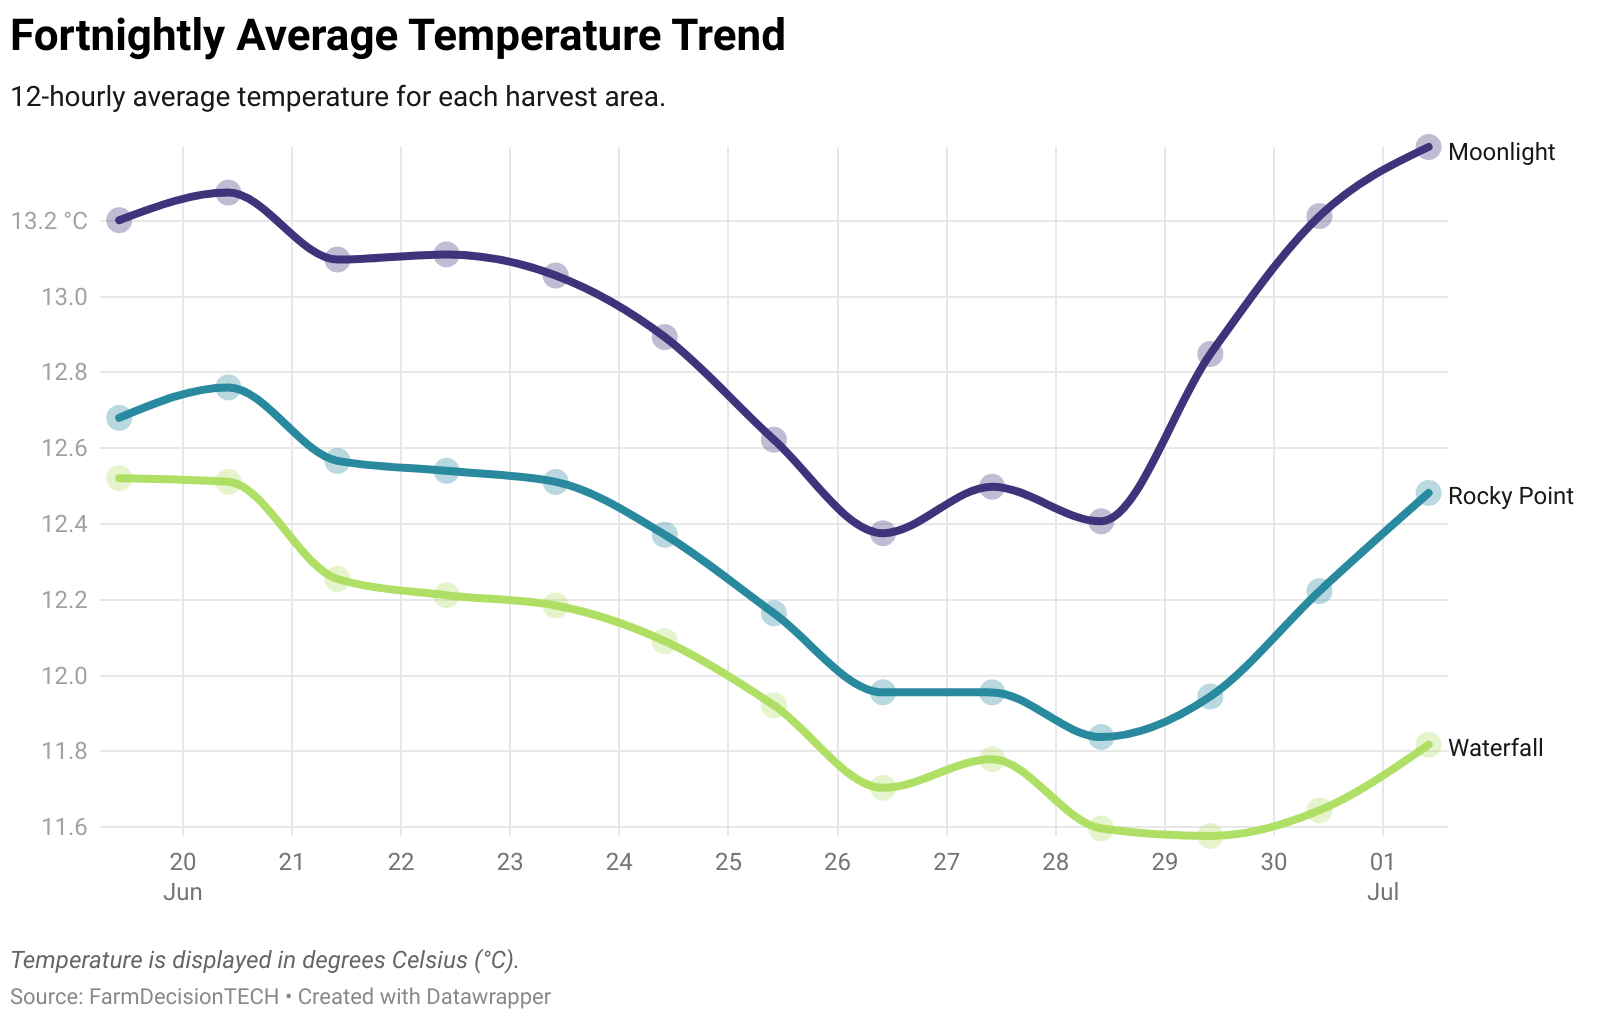 Fortnightly Average Temperature Trend
12-hourly average temperature for each harvest area.
Moonlight
13.2 °C
13.0
12.8
12.6
Rocky Point
12.4
12.2
12.0
11.8
Waterfall
11.6
20 21 22 23 24 25 26 27 28 29 30 01
Jun Jul
Temperature is displayed in degrees Celsius (°C).
Source: FarmDecisionTECH • Created with Datawrapper